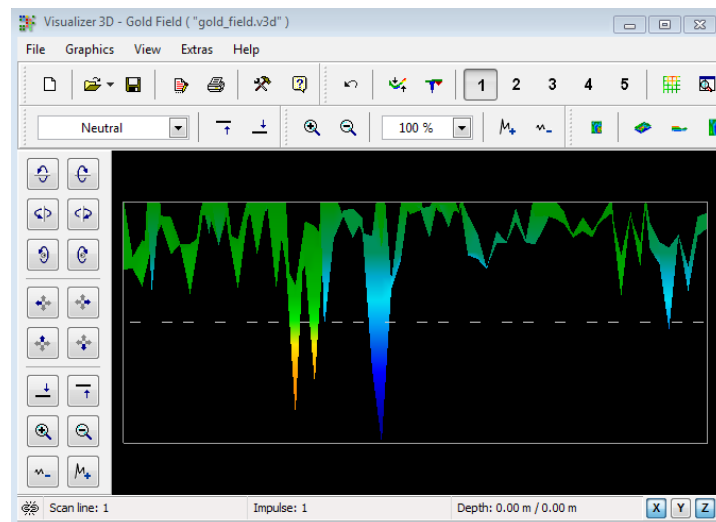 Visualizer 3D - Gold Field ( "gold_field.v3d" )
File Graphics View Extras Help
1 2 3 4 5
Neutral 100 %
Scan line: 1 Impulse: 1 Depth: 0.00 m / 0.00 m X Y Z